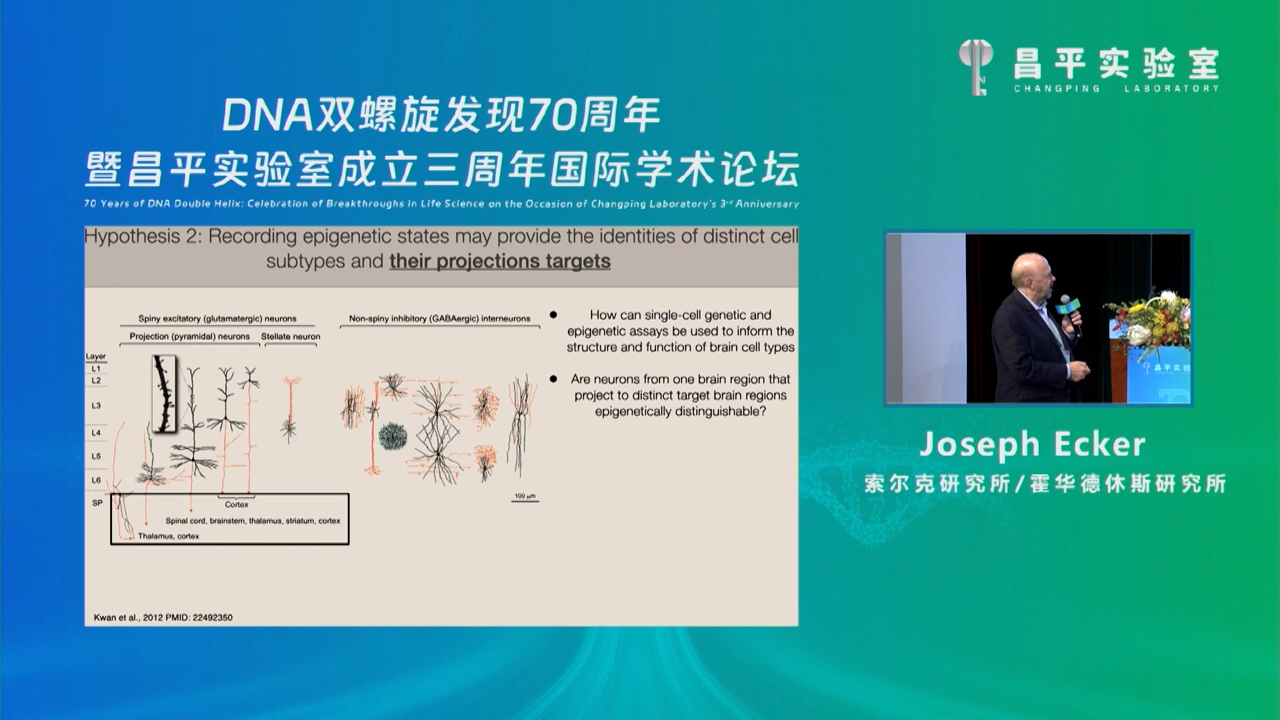 昌平实验室
CHANGPING LABORATORY
DNA双螺旋发现70周年
暨昌平实验室成立三周年国际学术论坛
70 Years of DNA Double Helix: Celebration of Breakthroughs in Life Science on the Occasion of Changping Laboratory's 3rd Anniversary
Hypothesis 2: Recording epigenetic states may provide the identities of distinct cell
subtypes and their projections targets
Spiny excitatory (glutamatergic) neurons
Non-spiny inhibitory (GABAergic) interneurons
Projection (pyramidal) neurons
Stellate neuron
Layer
L1
L2
L3
L4
L5
L6
SP
Cortex
Spinal cord, brainstem, thalamus, striatum, cortex
Thalamus, cortex
100 μm
● How can single-cell genetic and
epigenetic assays be used to inform the
structure and function of brain cell types
● Are neurons from one brain region that
project to distinct target brain regions
epigenetically distinguishable?
Kwan et al., 2012 PMID: 22492350
昌平实验
Joseph Ecker
索尔克研究所/霍华德休斯研究所